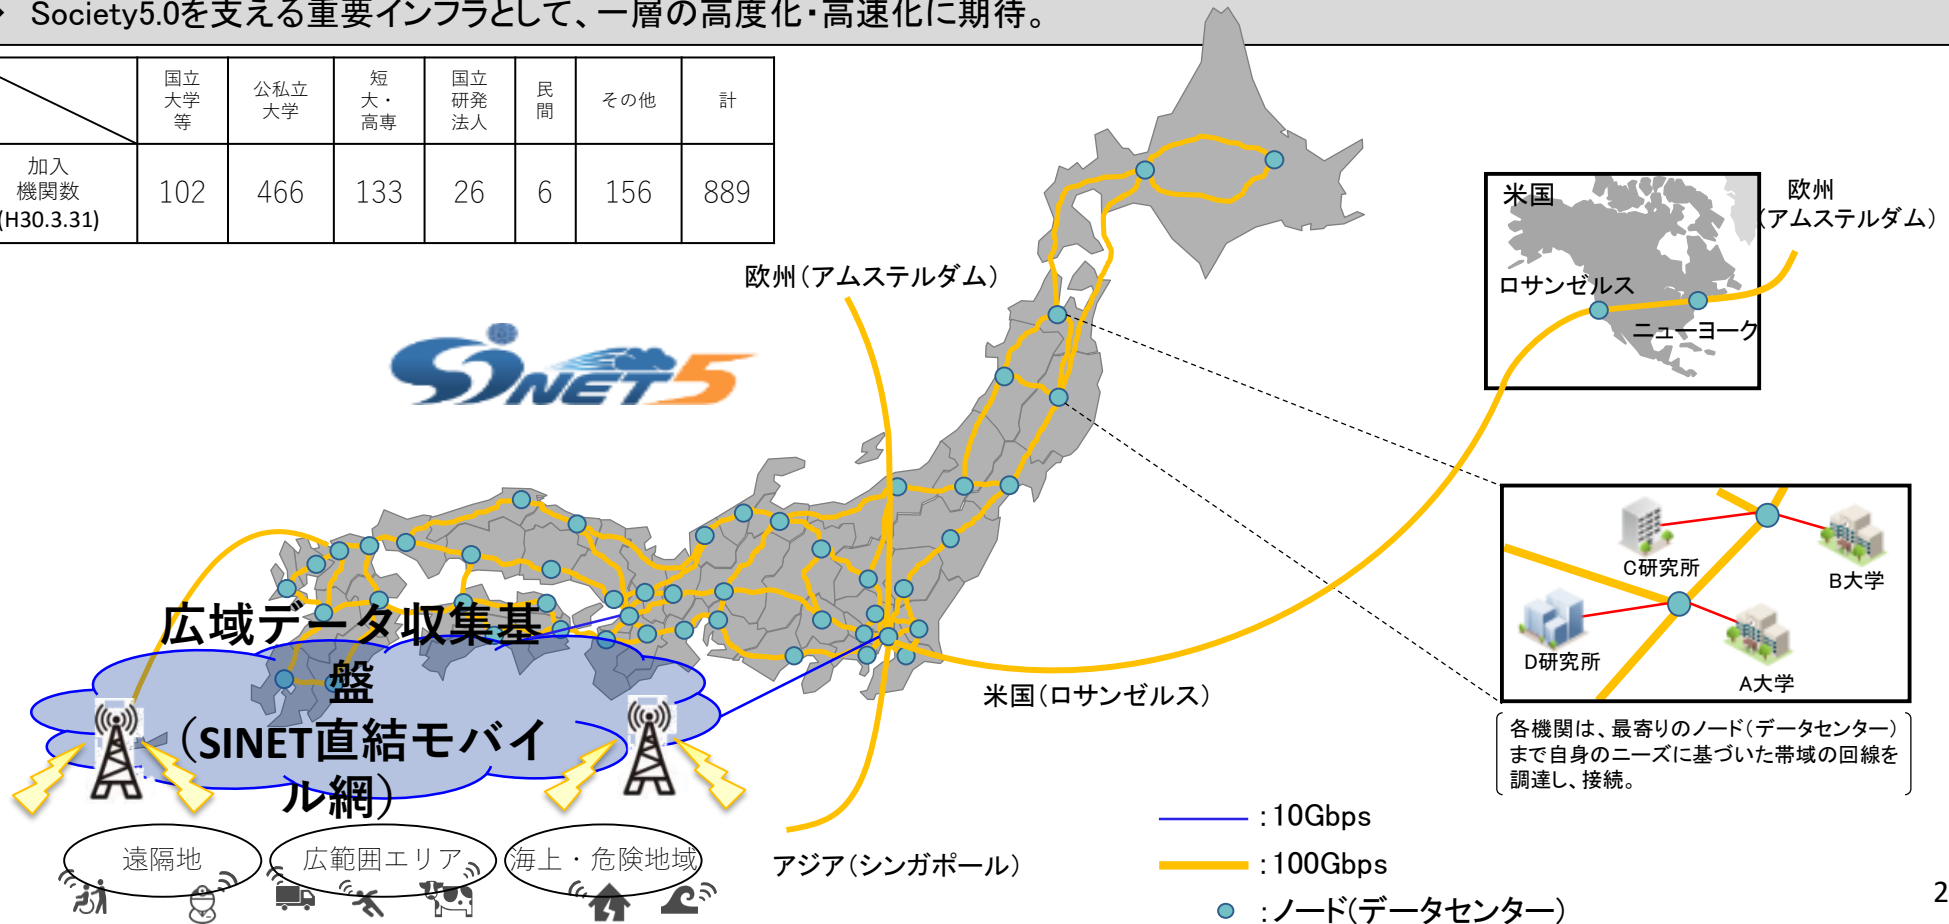 Society5.0を支える重要インフラとして、一層の高度化・高速化に期待。
国立
大学
等
公私立
大学
短
大・
高専
国立
研発
法人
民
間
その他
計
加入
機関数
(H30.3.31)
102
466
133
26
6
156
889
米国
欧州
(アムステルダム)
ロサンゼルス
ニューヨーク
欧州(アムステルダム)
SINET5
C研究所
B大学
D研究所
A大学
広域データ収集基
盤
(SINET直結モバイ
ル網)
米国(ロサンゼルス)
各機関は、最寄りのノード(データセンター)
まで自身のニーズに基づいた帯域の回線を
調達し、接続。
:10Gbps
:100Gbps
:ノード(データセンター)
アジア(シンガポール)
遠隔地
広範囲エリア
海上・危険地域
2